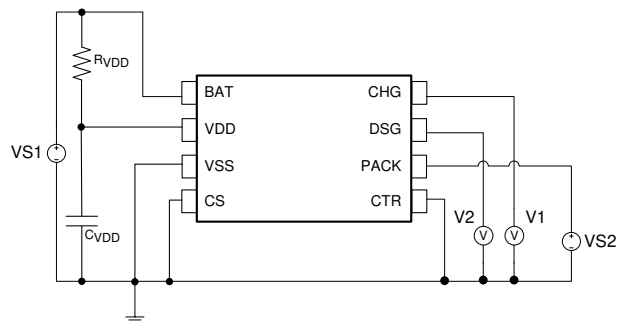 RVDD
BAT
CHG
VDD
DSG
VS1
VSS
PACK
CS
CTR
V2
V
V
V1
VS2
CVDD